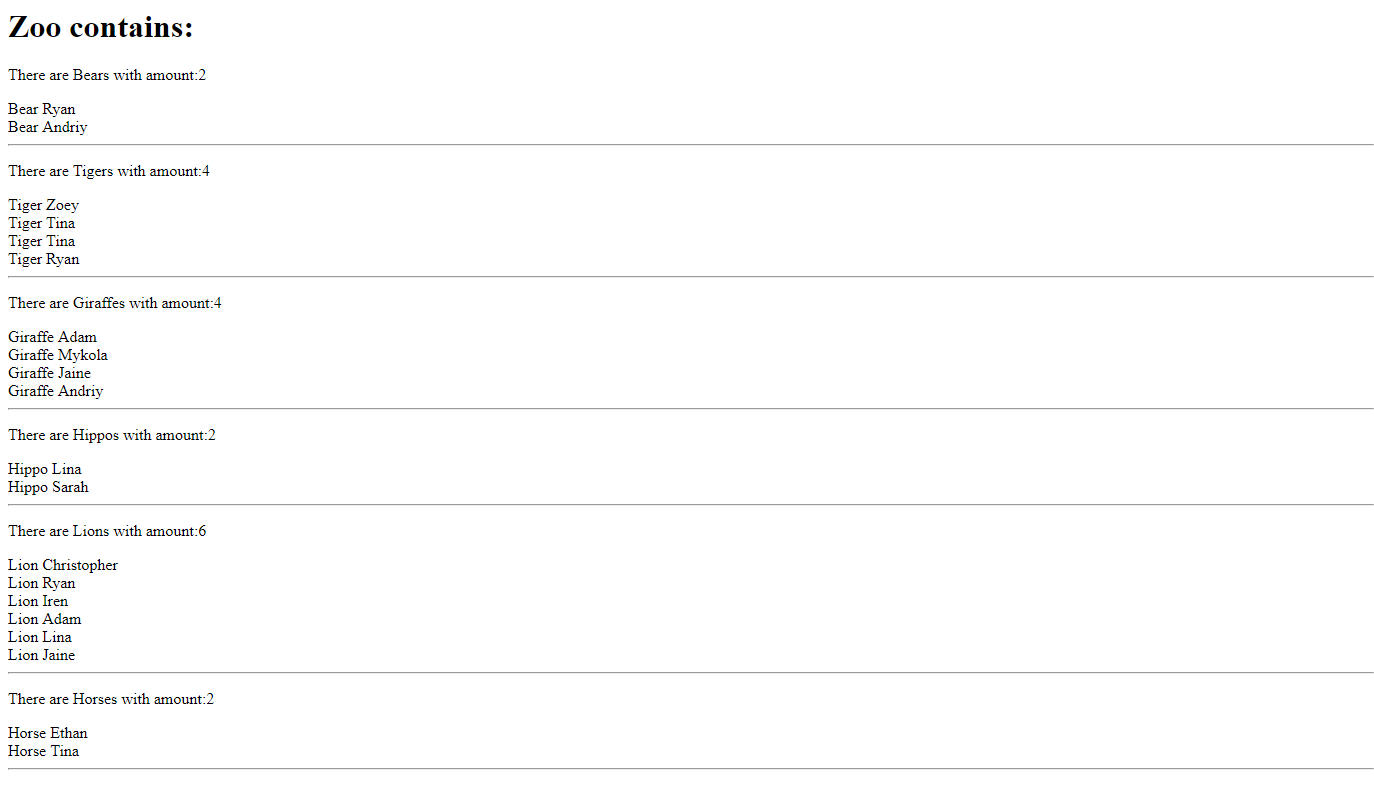 Zoo contains:
There are Bears with amount:2
Bear Ryan
Bear Andriy
There are Tigers with amount:4
Tiger Zoey
Tiger Tina
Tiger Tina
Tiger Ryan
There are Giraffes with amount:4
Giraffe Adam
Giraffe Mykola
Giraffe Jaine
Giraffe Andriy
There are Hippos with amount:2
Hippo Lina
Hippo Sarah
There are Lions with amount:6
Lion Christopher
Lion Ryan
Lion Iren
Lion Adam
Lion Lina
Lion Jaine
There are Horses with amount:2
Horse Ethan
Horse Tina